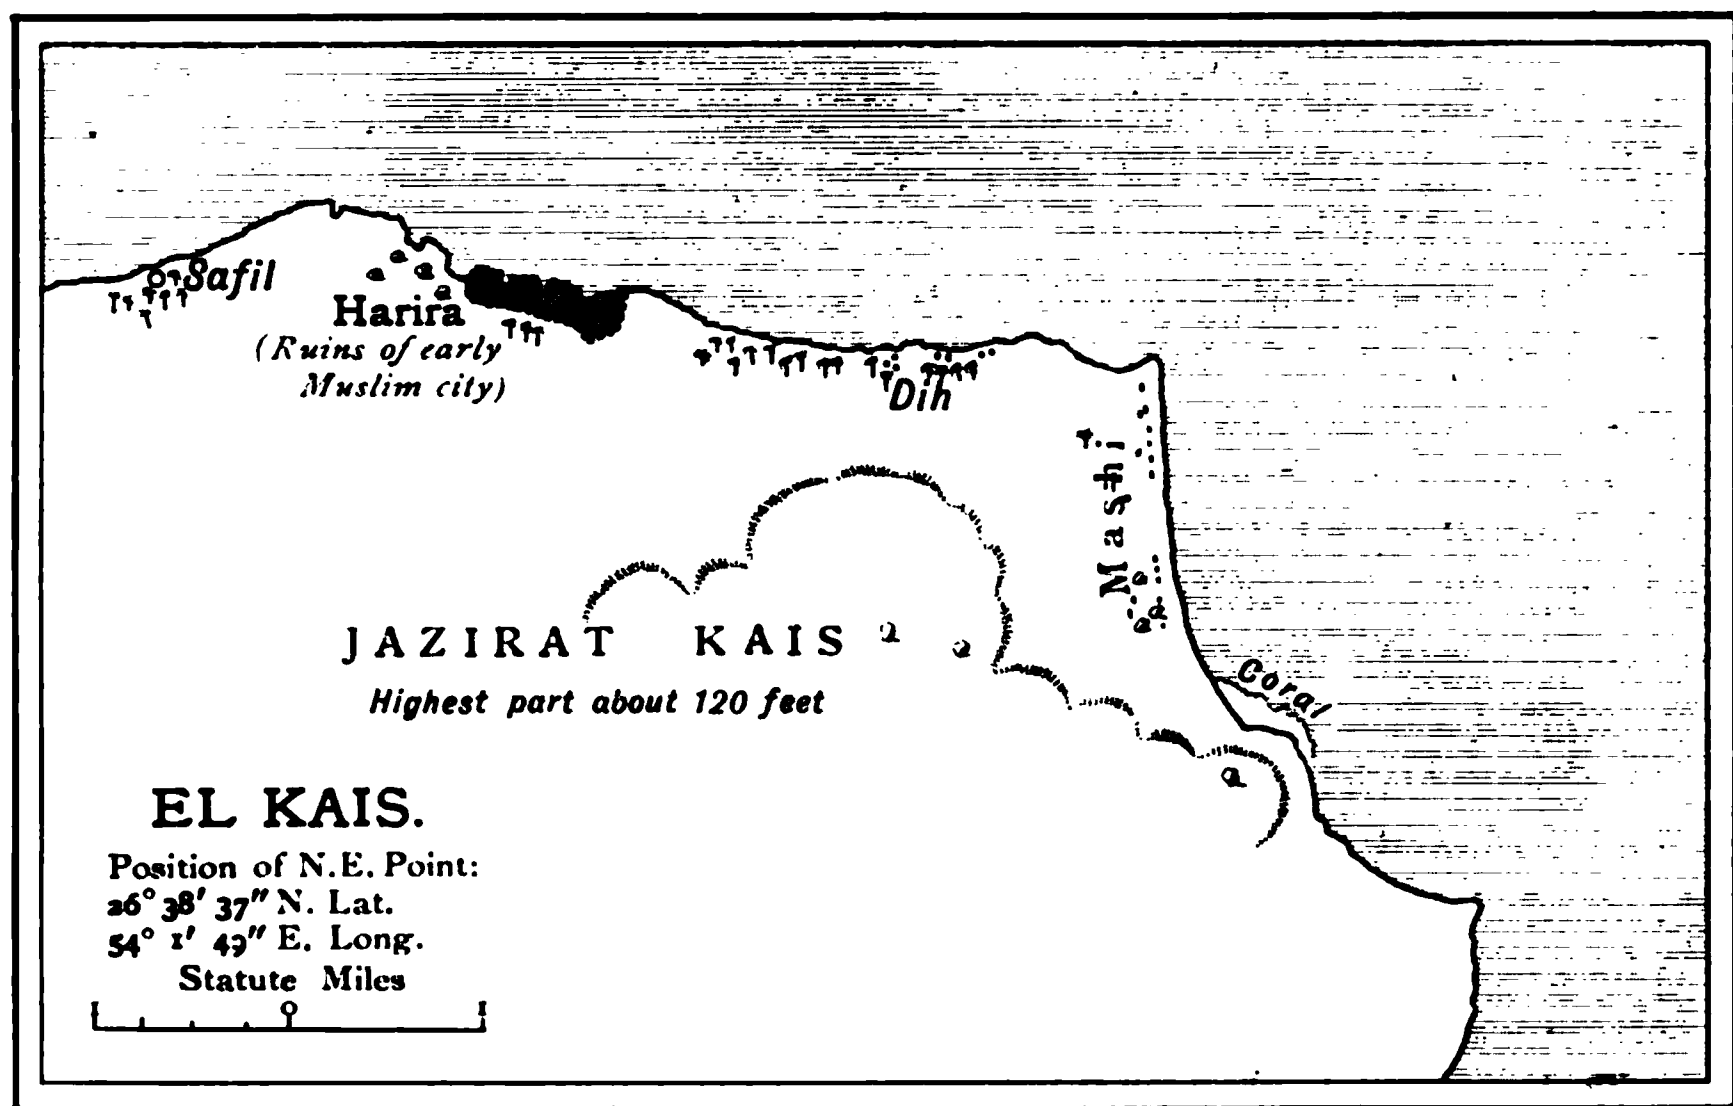 Safil
Harira
(Ruins of early
Muslim city)
Dih
Mashi
Coral
JAZIRAT KAIS
Highest part about 120 feet
EL KAIS.
Position of N.E. Point:
26° 38′ 37″ N. Lat.
54° 1′ 49″ E. Long.
Statute Miles
1 0 1